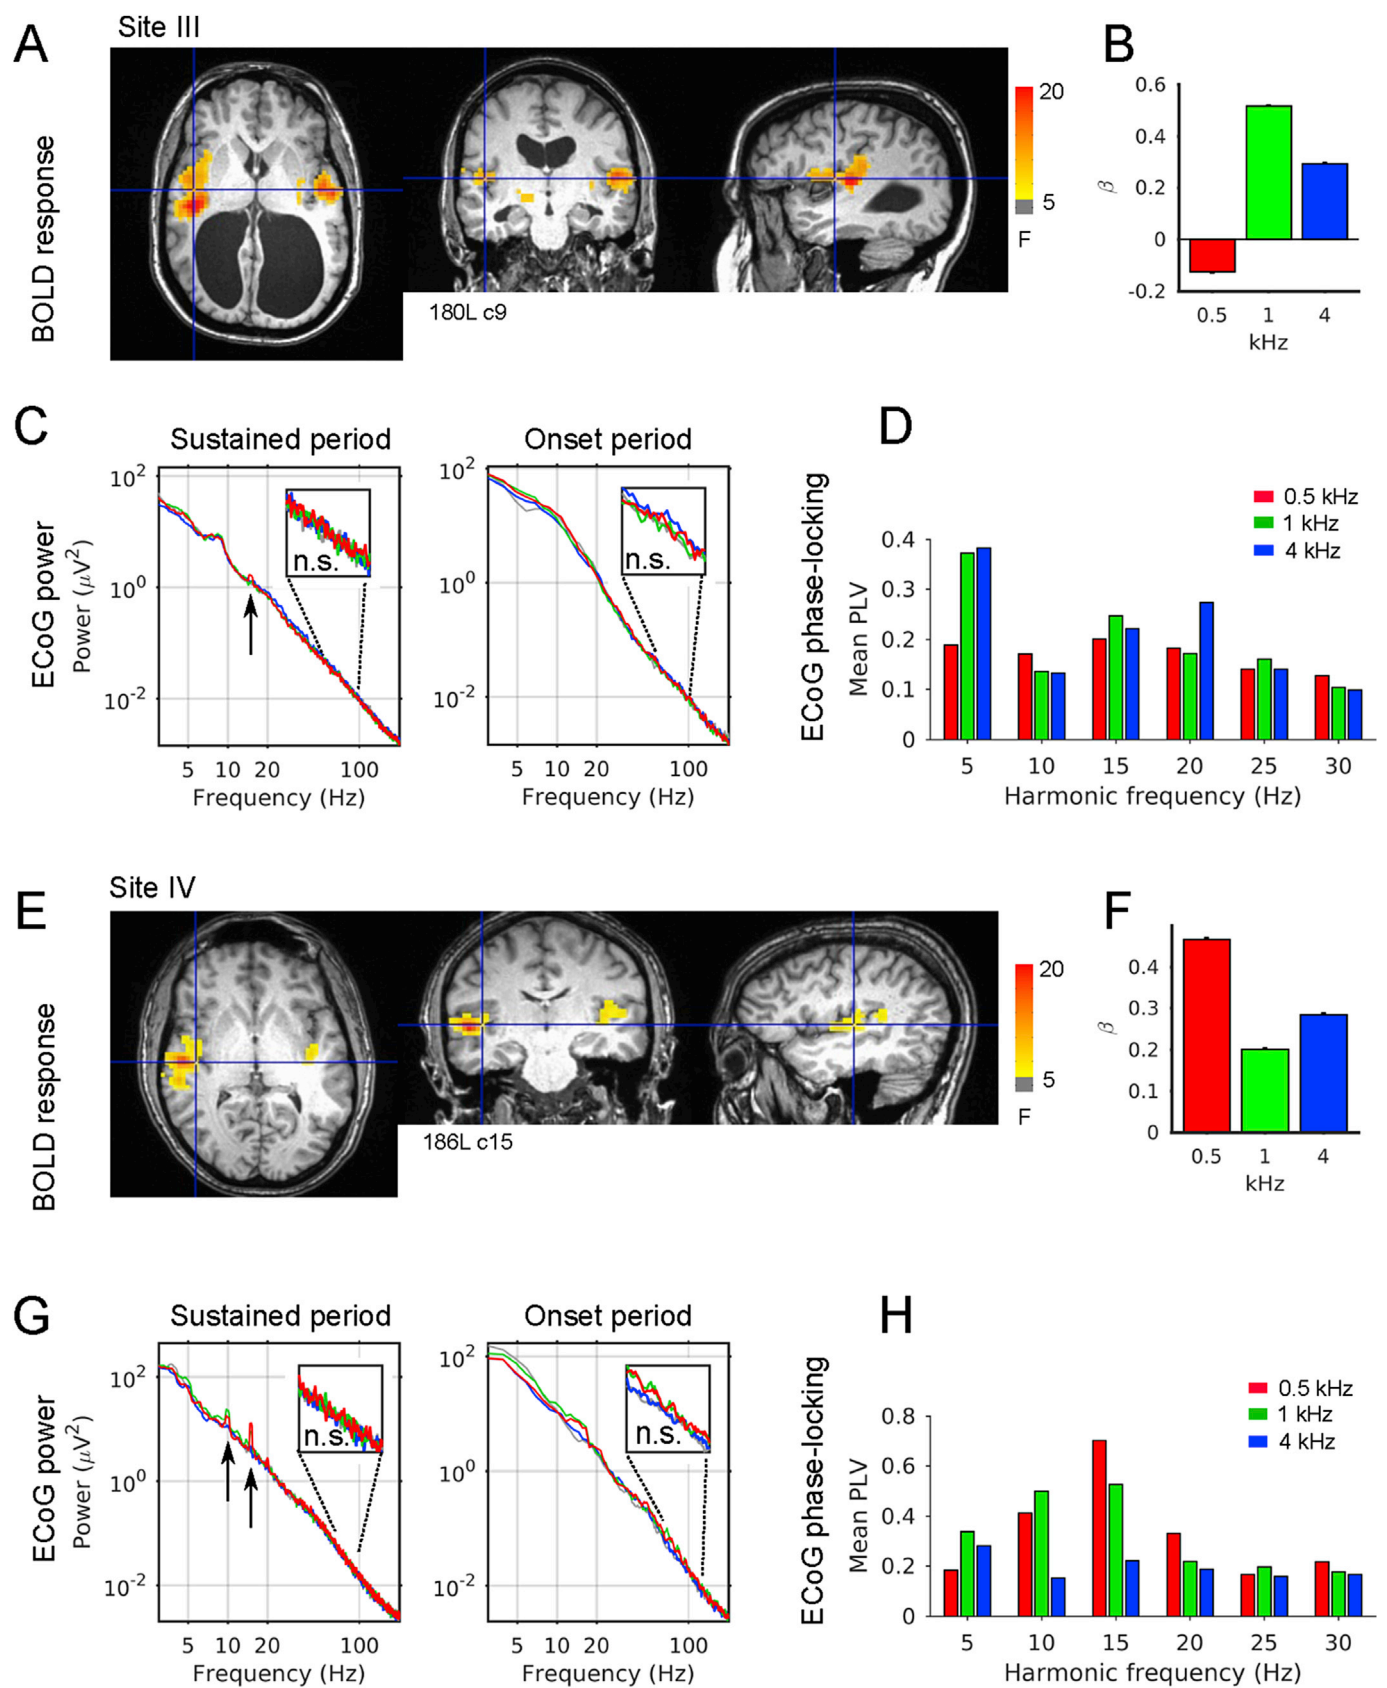 A
Site III
BOLD response
180L c9
20
5
F
B
0.6
0.4
0.2
0
-0.2
β
0.5 1 4
kHz
C
Sustained period
Onset period
ECoG power
Power (μV²)
10²
10⁰
10⁻²
n.s.
5 10 20 100
Frequency (Hz)
10²
10⁰
10⁻²
n.s.
5 10 20 100
Frequency (Hz)
D
ECoG phase-locking
Mean PLV
0.5 kHz
1 kHz
4 kHz
0.4
0.3
0.2
0.1
0
5 10 15 20 25 30
Harmonic frequency (Hz)
E
Site IV
BOLD response
186L c15
20
5
F
F
0.4
0.3
0.2
0.1
0
β
0.5 1 4
kHz
G
Sustained period
Onset period
ECoG power
Power (μV²)
10²
10⁰
10⁻²
n.s.
5 10 20 100
Frequency (Hz)
10²
10⁰
10⁻²
n.s.
5 10 20 100
Frequency (Hz)
H
ECoG phase-locking
Mean PLV
0.5 kHz
1 kHz
4 kHz
0.8
0.6
0.4
0.2
0
5 10 15 20 25 30
Harmonic frequency (Hz)